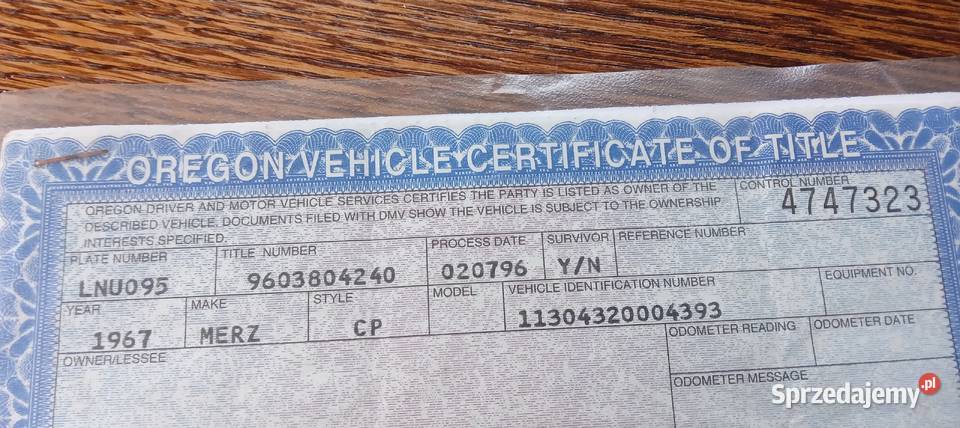 OREGON VEHICLE CERTIFICATE OF TITLE
OREGON DRIVER AND MOTOR VEHICLE SERVICES CERTIFIES THE PARTY IS LISTED AS OWNER OF THE
DESCRIBED VEHICLE. DOCUMENTS FILED WITH DMV SHOW THE VEHICLE IS SUBJECT TO THE OWNERSHIP
INTERESTS SPECIFIED.
CONTROL NUMBER
4747323
PLATE NUMBER TITLE NUMBER PROCESS DATE SURVIVOR REFERENCE NUMBER
LNU095 9603804240 020796 Y/N
YEAR MAKE STYLE MODEL VEHICLE IDENTIFICATION NUMBER EQUIPMENT NO.
1967 MERZ CP 11304320004393
OWNER/LESSEE ODOMETER READING ODOMETER DATE
ODOMETER MESSAGE
Sprzedajemy.pl